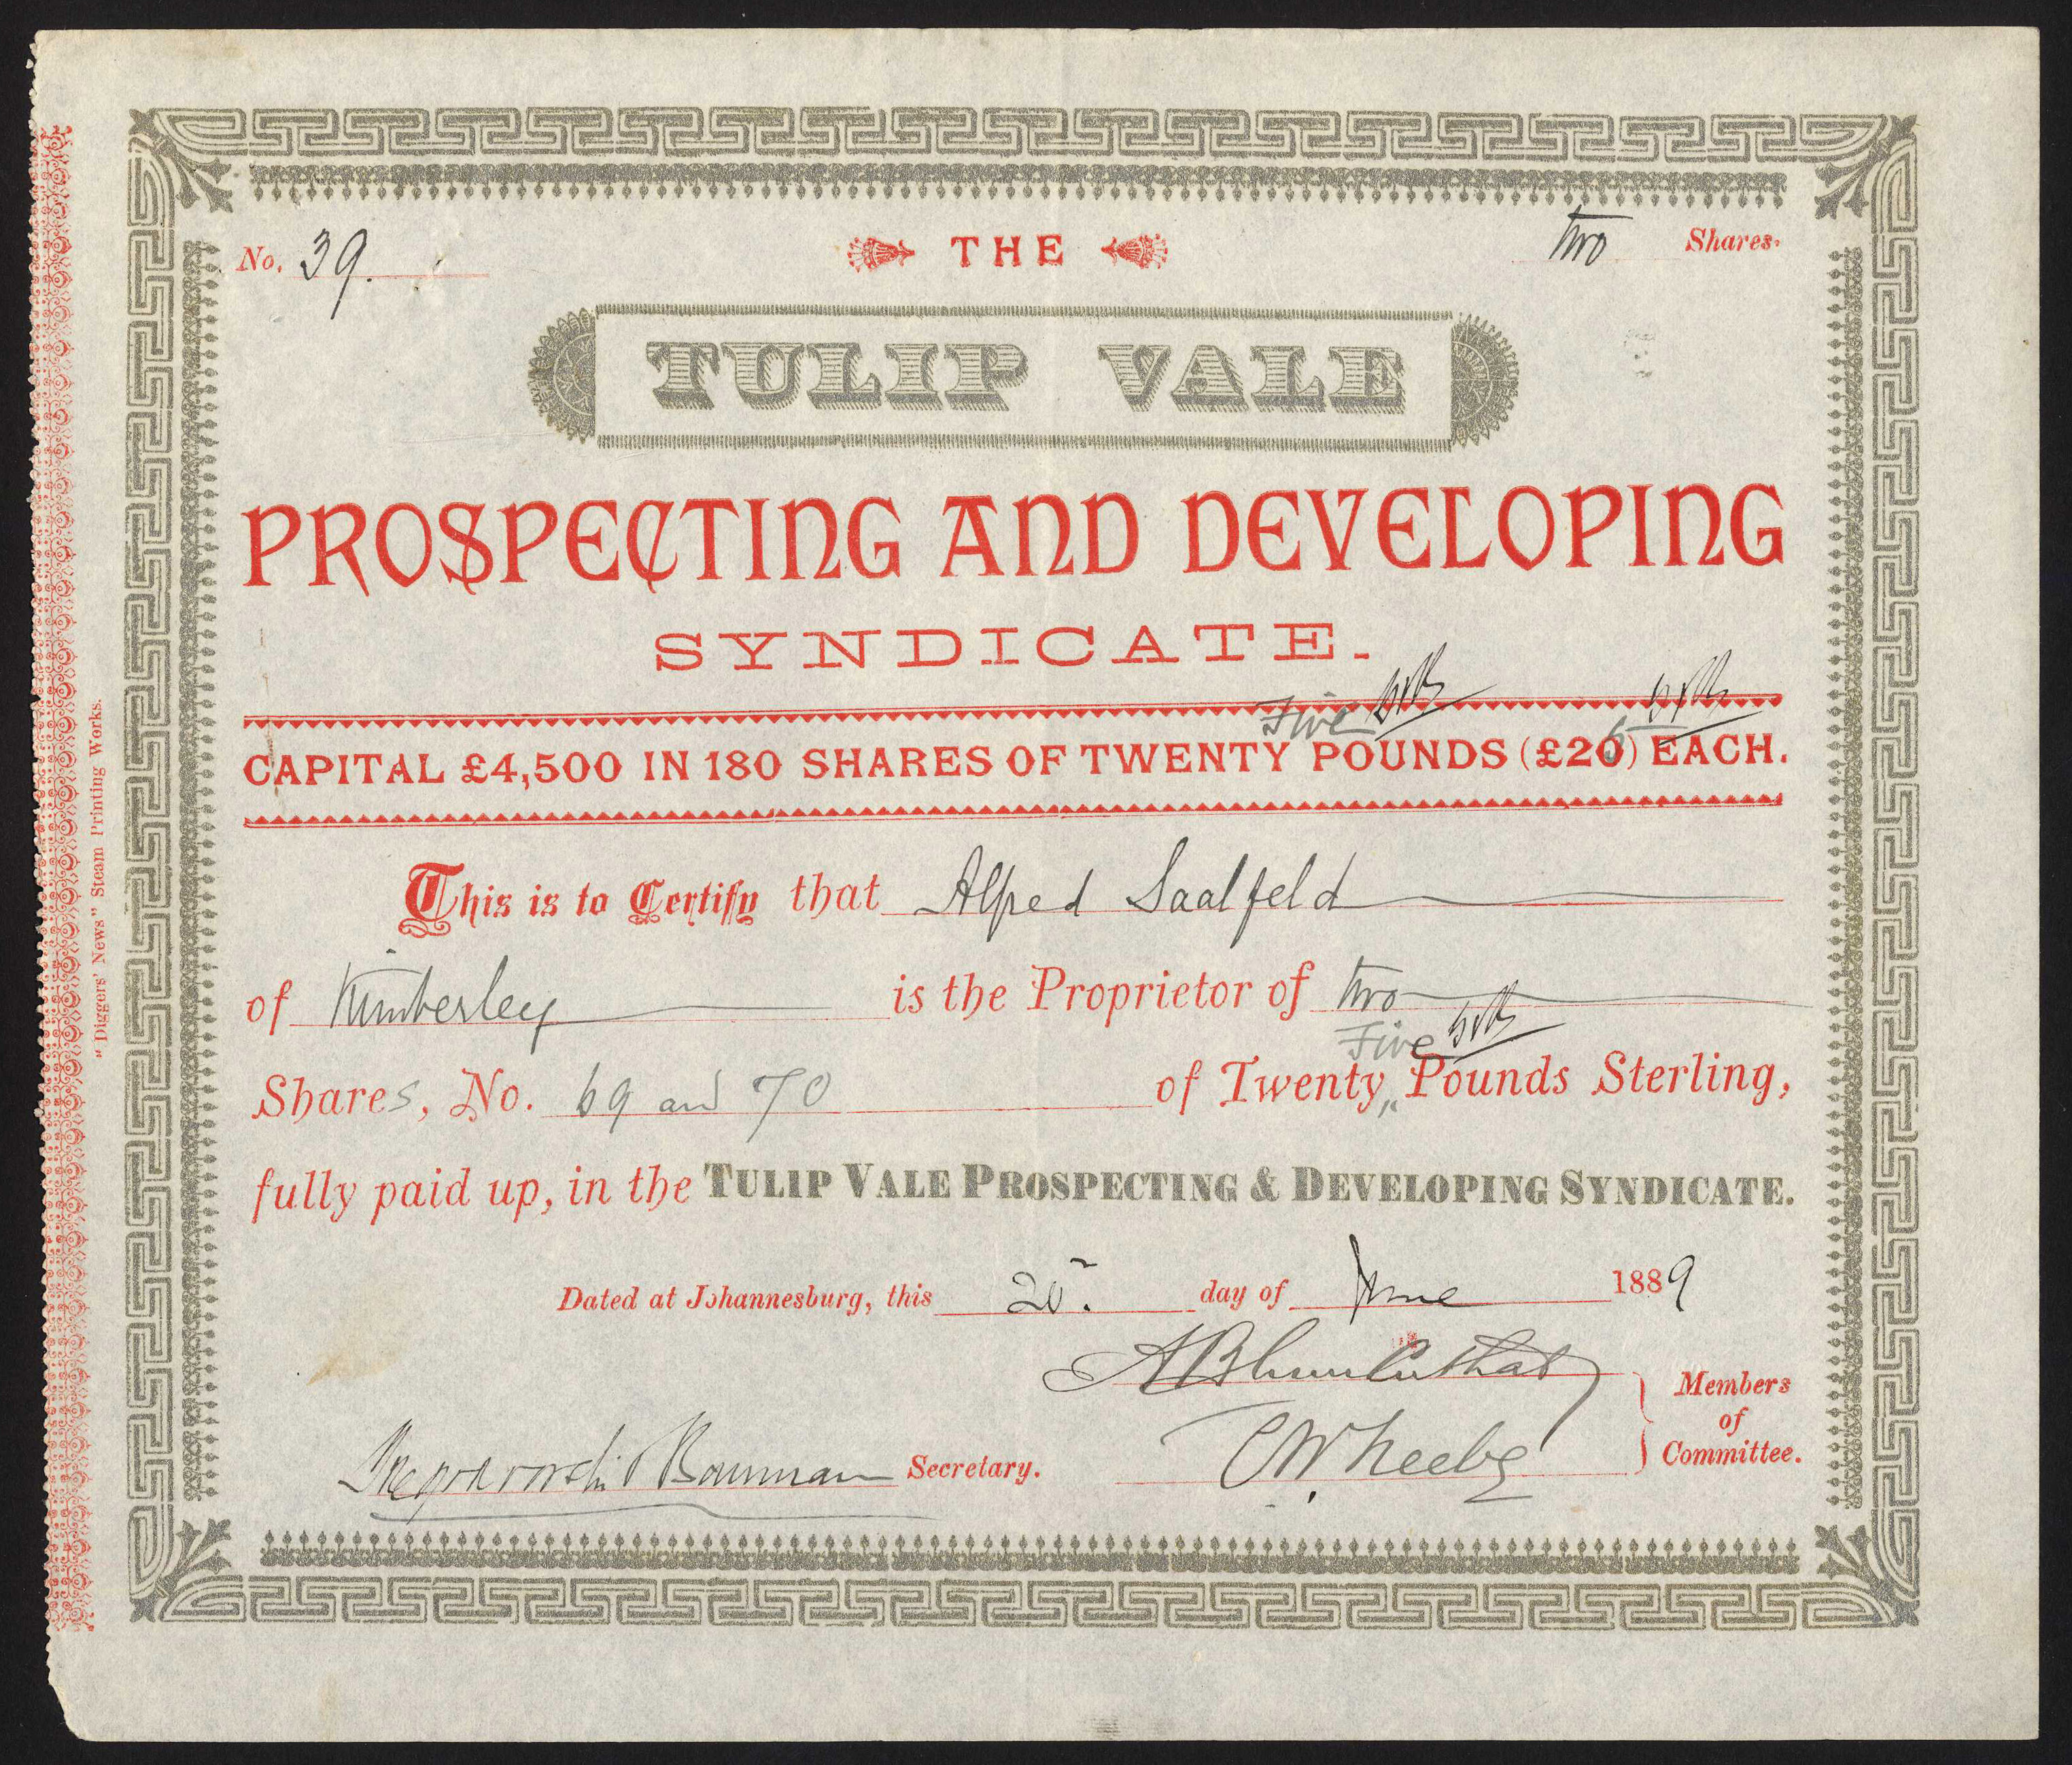 No. 39. THE two Shares.
TULIP VALE
PROSPECTING AND DEVELOPING
SYNDICATE.
Five
CAPITAL £4,500 IN 180 SHARES OF TWENTY POUNDS (£25) EACH.
This is to Certify that Alfred Saalfeld
of Kimberley is the Proprietor of two
Five
Shares, No. 69 and 70 of Twenty „ Pounds Sterling,
fully paid up, in the TULIP VALE PROSPECTING & DEVELOPING SYNDICATE.
Dated at Johannesburg, this 20. day of June 1889
A Blumenthal
Members
of
Committee.
Bauman Secretary.
"Diggers' News" Steam Printing Works.